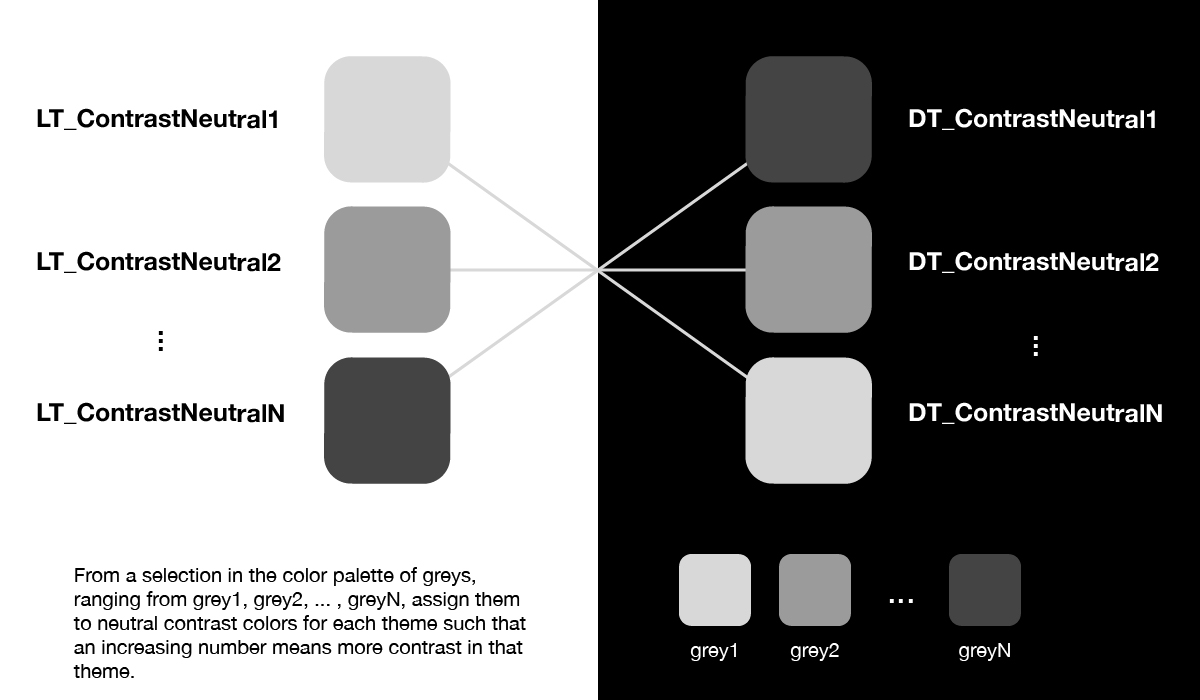 LT_ContrastNeutral1
LT_ContrastNeutral2
⋮
LT_ContrastNeutralN
From a selection in the color palette of greys,
ranging from grey1, grey2, ... , greyN, assign them
to neutral contrast colors for each theme such that
an increasing number means more contrast in that
theme.
DT_ContrastNeutral1
DT_ContrastNeutral2
⋮
DT_ContrastNeutralN
...
grey1 grey2 greyN